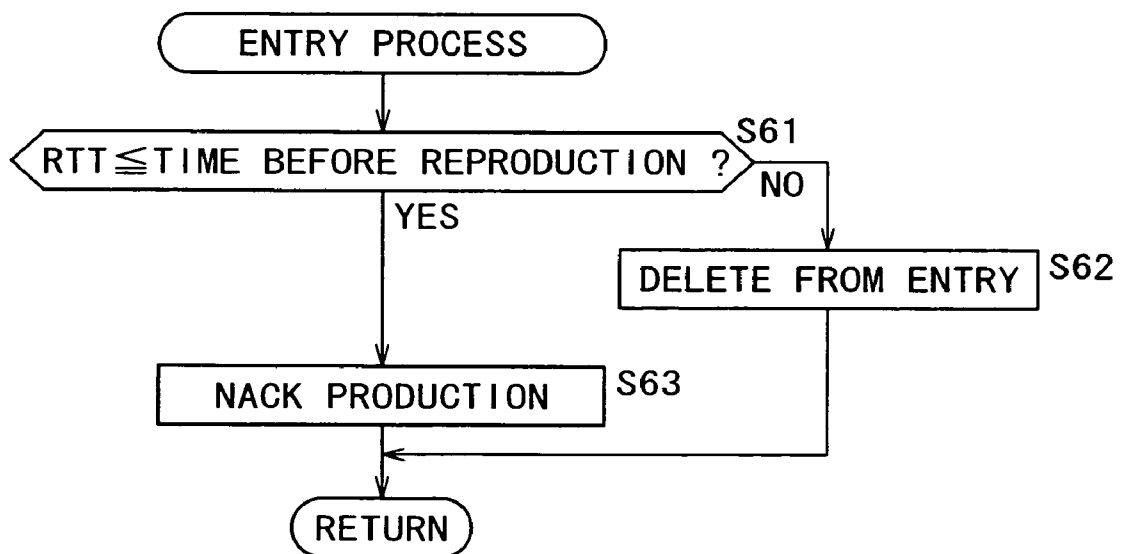 ENTRY PROCESS
S61
RTT≦TIME BEFORE REPRODUCTION ?
NO
YES
DELETE FROM ENTRY
S62
NACK PRODUCTION
S63
RETURN